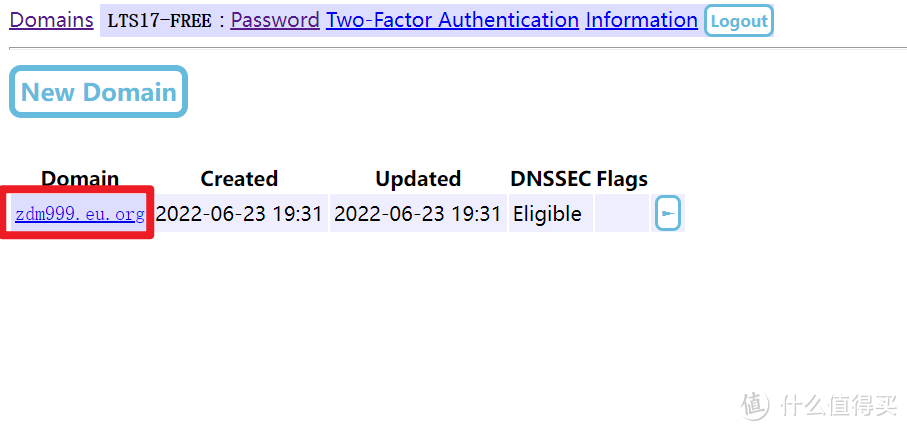 Domains LTS17-FREE : Password Two-Factor Authentication Information Logout
New Domain
Domain Created Updated DNSSEC Flags
zdm999.eu.org 2022-06-23 19:31 2022-06-23 19:31 Eligible
值 什么值得买